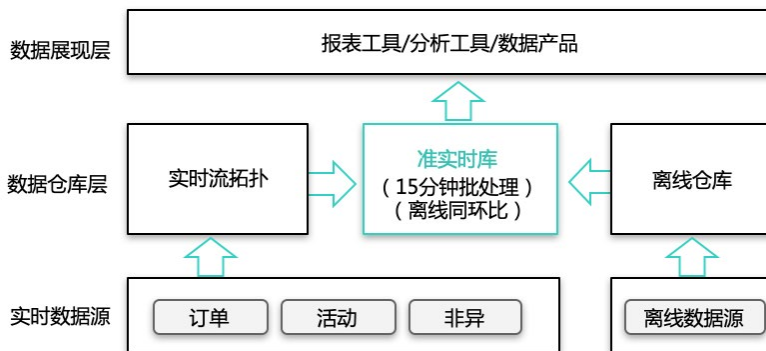 数据展现层
报表工具/分析工具/数据产品
数据仓库层
实时流拓扑
准实时库
（15分钟批处理）
（离线同环比）
离线仓库
实时数据源
订单
活动
非异
离线数据源